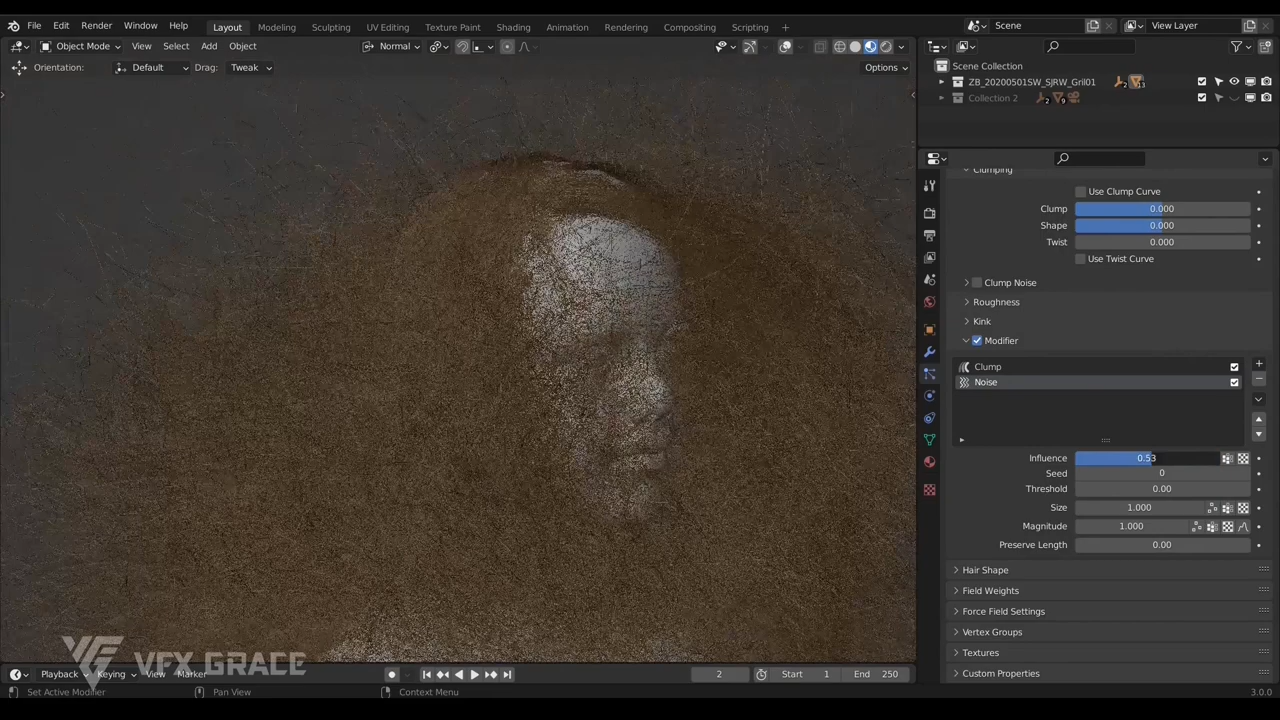 File Edit Render Window Help Layout Modeling Sculpting UV Editing Texture Paint Shading Animation Rendering Compositing Scripting + Scene View Layer
Object Mode View Select Add Object Normal
Orientation: Default Drag: Tweak Options
Scene Collection
ZB_20200501SW_SJRW_Gril01 2 13
Collection 2 2 9
Clumping
Use Clump Curve
Clump 0.000
Shape 0.000
Twist 0.000
Use Twist Curve
Clump Noise
Roughness
Kink
Modifier
Clump
Noise
Influence 0.53
Seed 0
Threshold 0.00
Size 1.000
Magnitude 1.000
Preserve Length 0.00
Hair Shape
Field Weights
Force Field Settings
Vertex Groups
Textures
Custom Properties
VFX GRACE
Playback Keying View Marker 2 Start 1 End 250
Set Active Modifier Pan View Context Menu 3.0.0